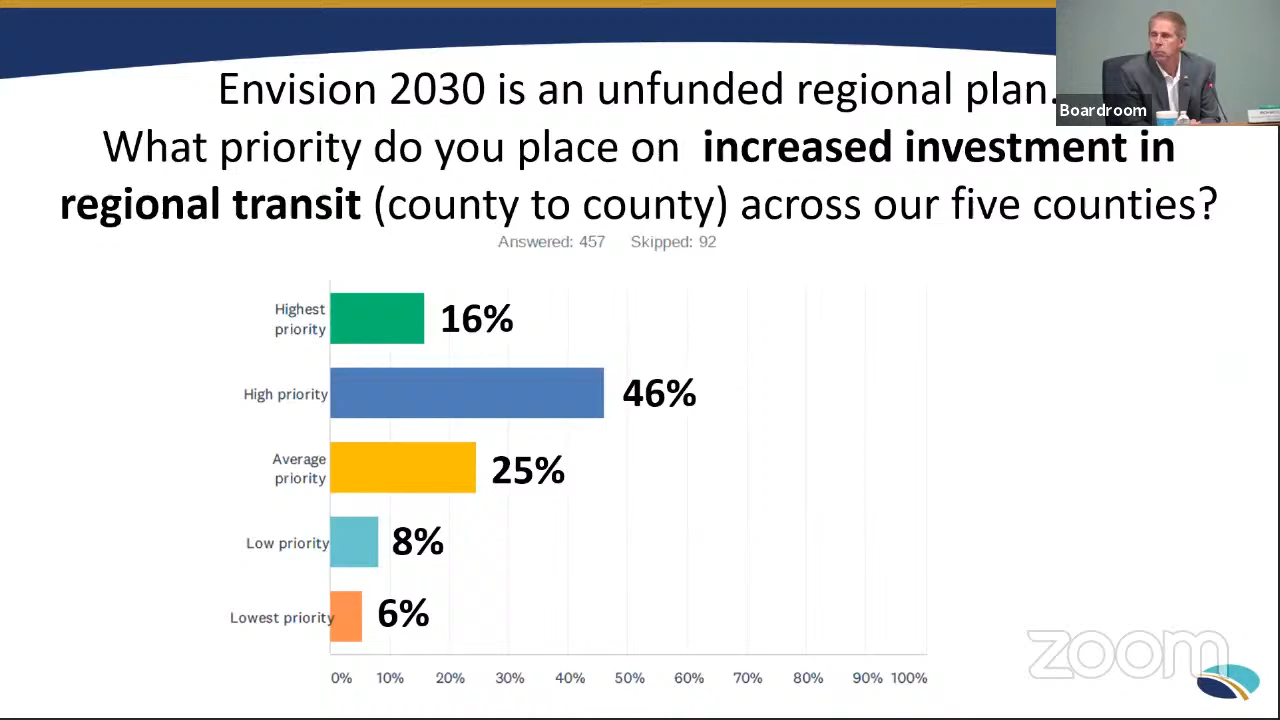 Envision 2030 is an unfunded regional plan.
What priority do you place on increased investment in
regional transit (county to county) across our five counties?
Answered: 457 Skipped: 92
Boardroom
Highest
priority
16%
High priority
46%
Average
priority
25%
Low priority
8%
Lowest priority
6%
0% 10% 20% 30% 40% 50% 60% 70% 80% 90% 100%
zoom